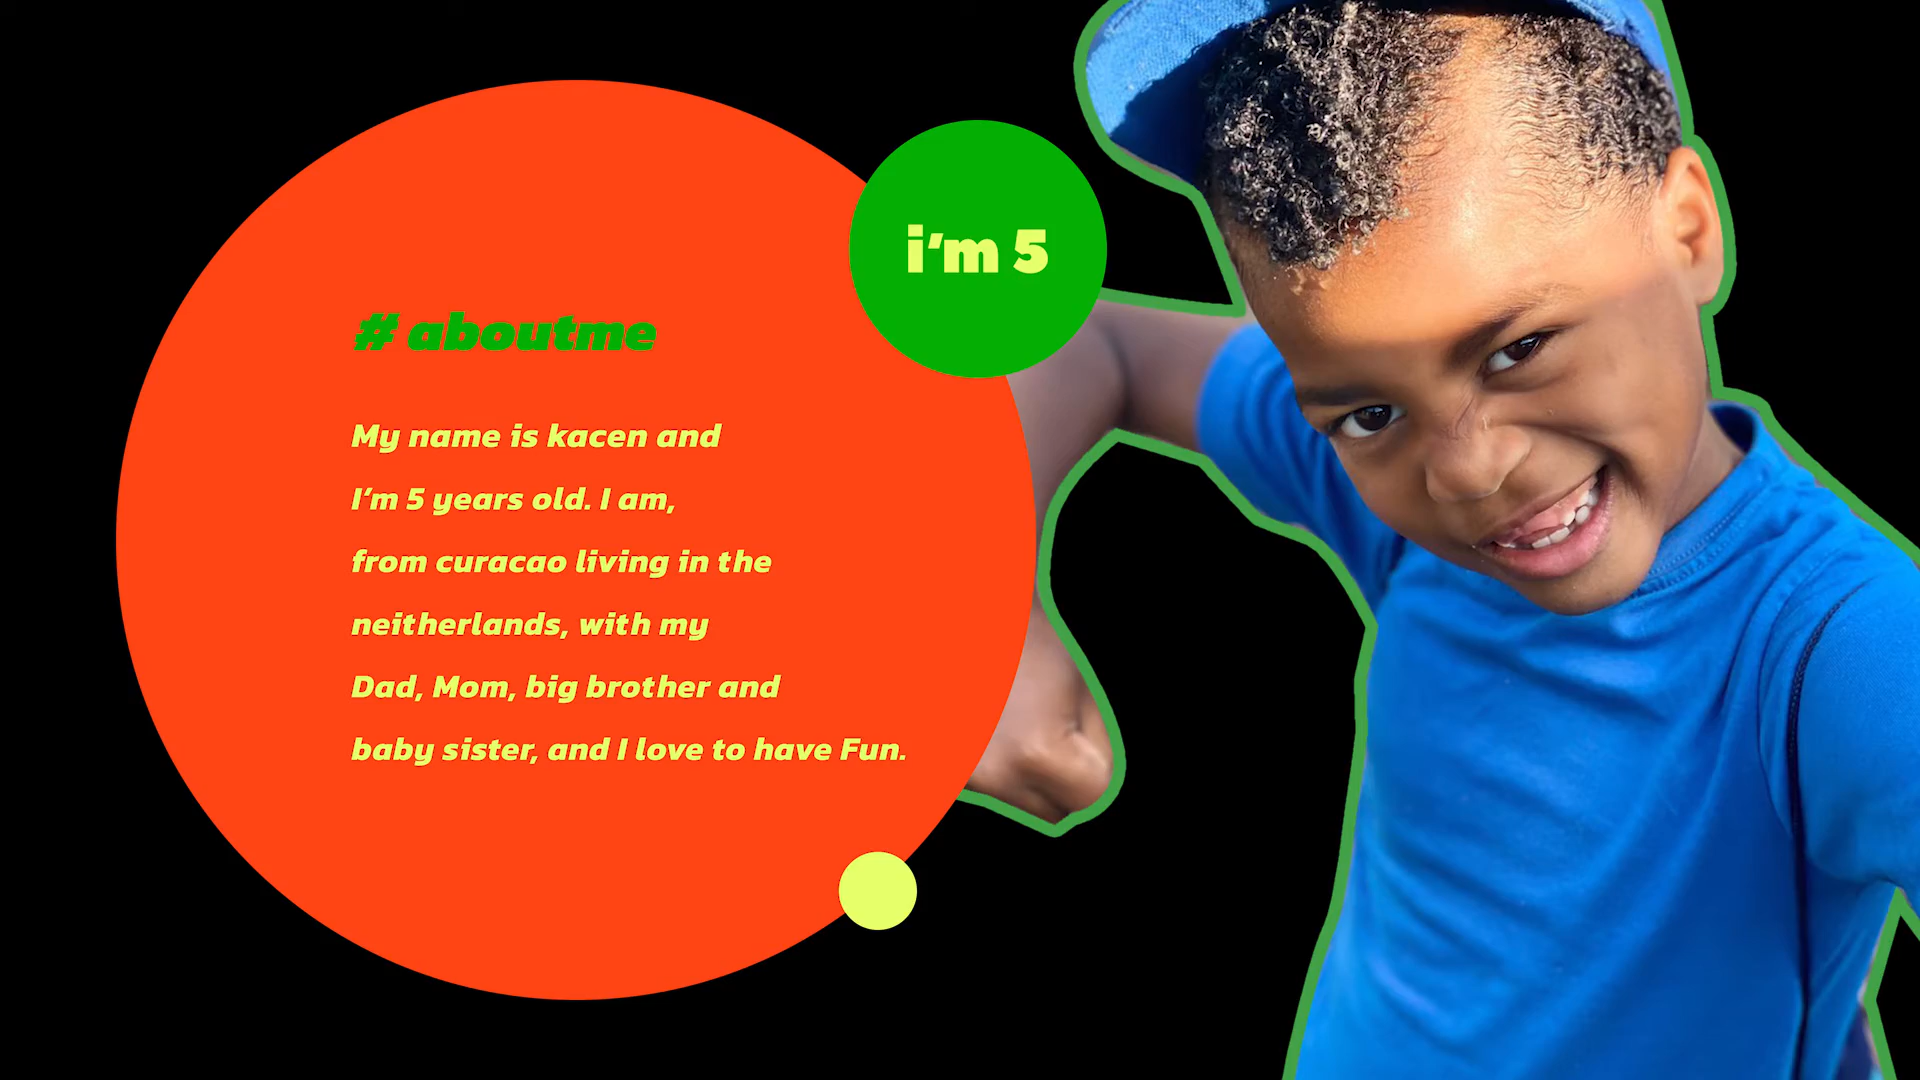 i'm 5
# aboutme
My name is kacen and
I'm 5 years old. I am,
from curacao living in the
neitherlands, with my
Dad, Mom, big brother and
baby sister, and I love to have Fun.